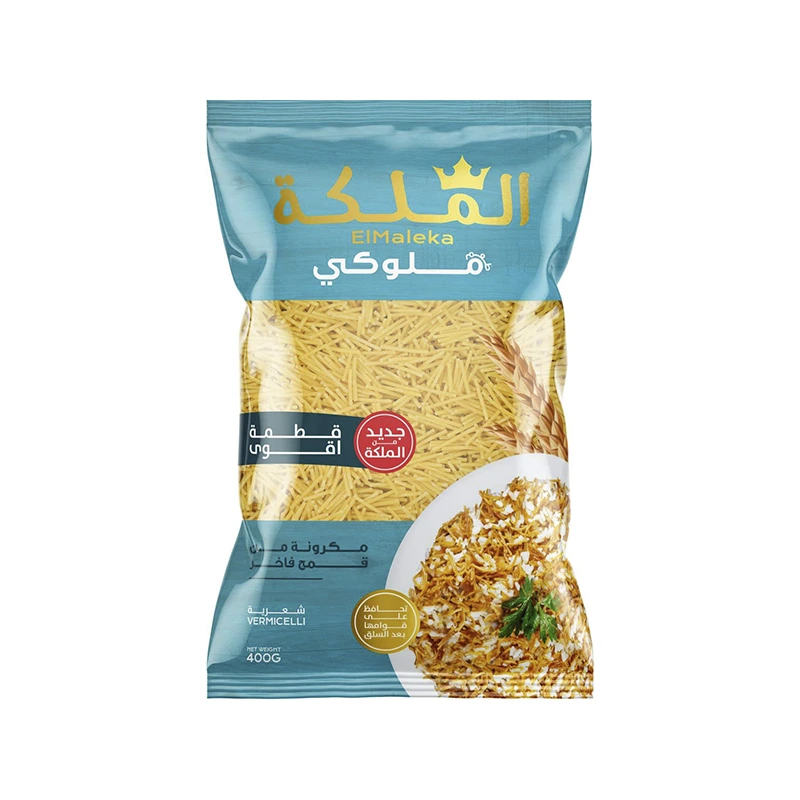 الملكة
ElMaleka
ملوكي
قطمة
اقوى
جديد
من
الملكة
مكرونة من
قمح فاخر
شعرية
VERMICELLI
NET WEIGHT
400G
تحافظ
على
قوامها
بعد السلق